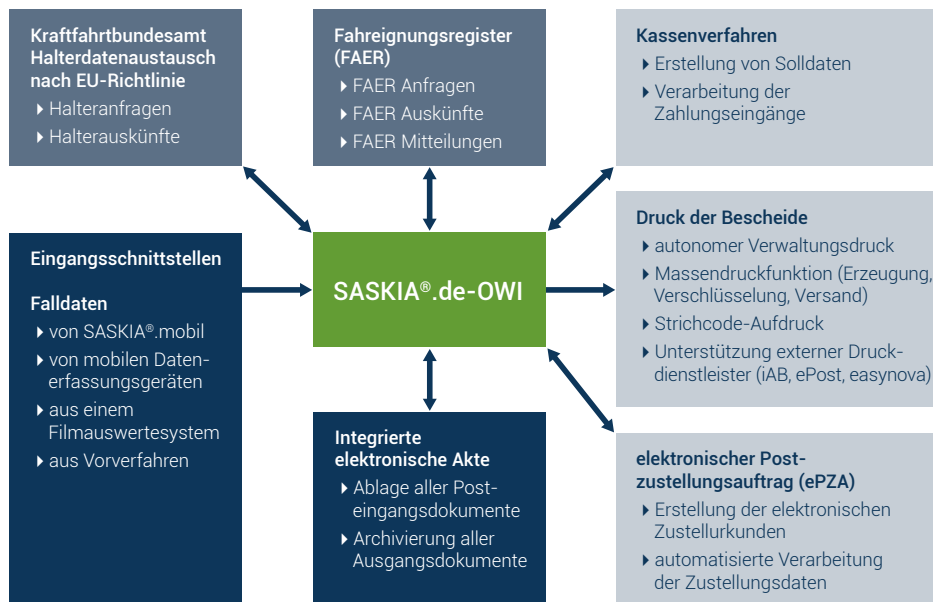 Kraftfahrtbundesamt
Halterdatenaustausch
nach EU-Richtlinie
Halteranfragen
Halterauskünfte
Fahreignungsregister
(FAER)
FAER Anfragen
FAER Auskünfte
FAER Mitteilungen
Kassenverfahren
Erstellung von Solldaten
Verarbeitung der
Zahlungseingänge
Eingangsschnittstellen
Falldaten
von SASKIA®.mobil
von mobilen Daten-
erfassungsgeräten
aus einem
Filmauswertesystem
aus Vorverfahren
SASKIA®.de-OWI
Druck der Bescheide
autonomer Verwaltungsdruck
Massendruckfunktion (Erzeugung,
Verschlüsselung, Versand)
Strichcode-Aufdruck
Unterstützung externer Druck-
dienstleister (iAB, ePost, easynova)
Integrierte
elektronische Akte
Ablage aller Post-
eingangsdokumente
Archivierung aller
Ausgangsdokumente
elektronischer Post-
zustellungsauftrag (ePZA)
Erstellung der elektronischen
Zustellurkunden
automatisierte Verarbeitung
der Zustellungsdaten